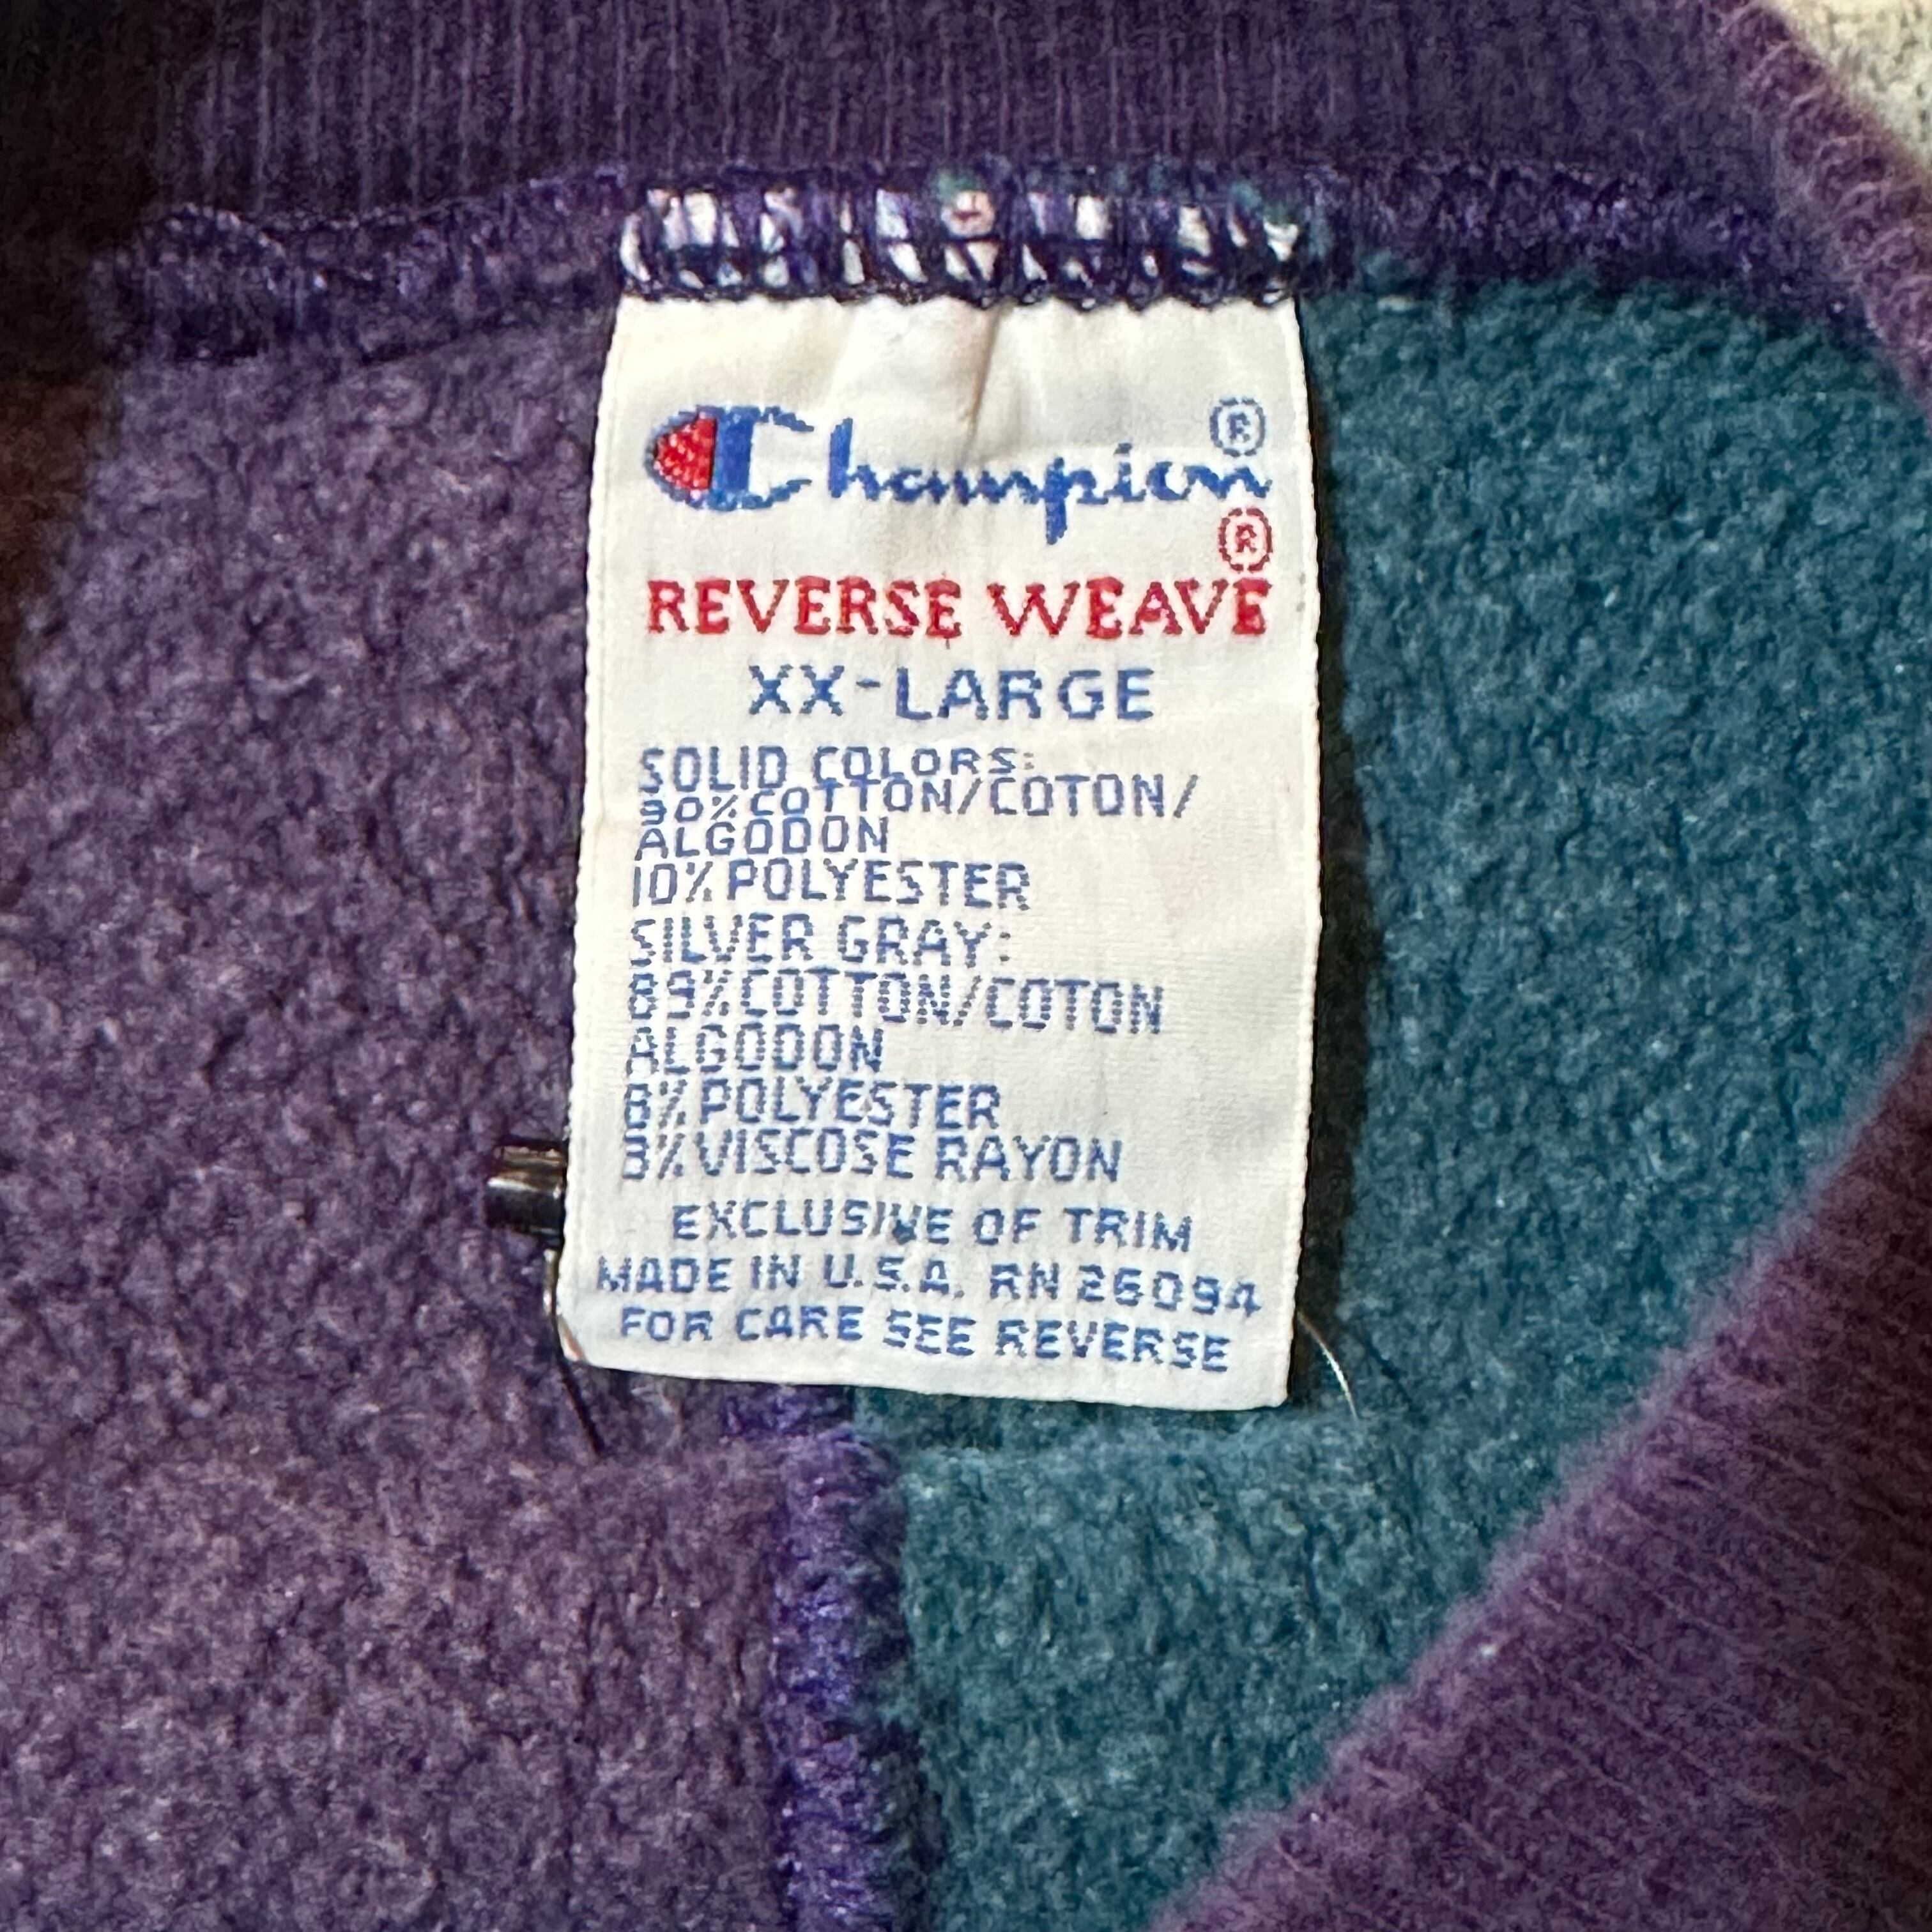 Champion®
®
REVERSE WEAVE
XX-LARGE
SOLID COLORS:
90%COTTON/COTON/
ALGODON
10%POLYESTER
SILVER GRAY:
89%COTTON/COTON
ALGODON
8%POLYESTER
3%VISCOSE RAYON
EXCLUSIVE OF TRIM
MADE IN U.S.A. RN 26094
FOR CARE SEE REVERSE